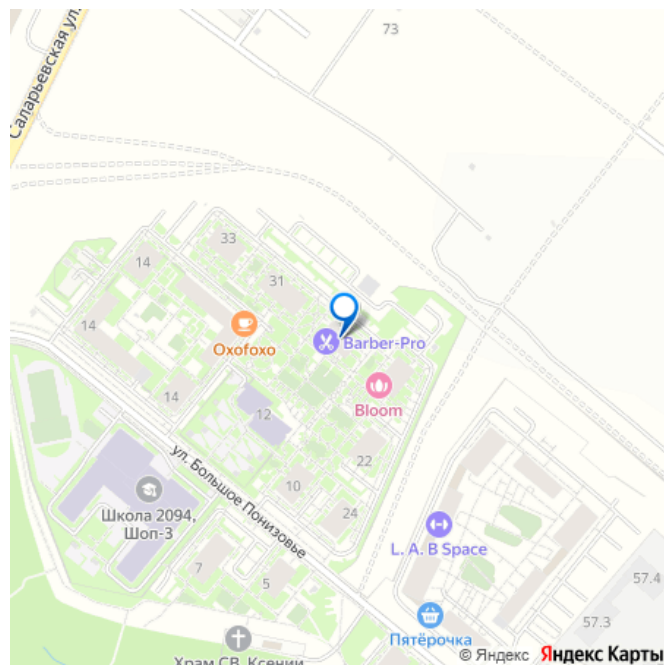 73
Саларьевская ул.
33
14
31
14
Oxofoxo
Barber-Pro
Bloom
14
12
ул. Большое Понизовье
22
10
Школа 2094,
Шоп-3
24
L. A. B Space
7
5
57.4
57.3
Пятёрочка
Храм СВ. Ксении
© Яндекс Яндекс Карты